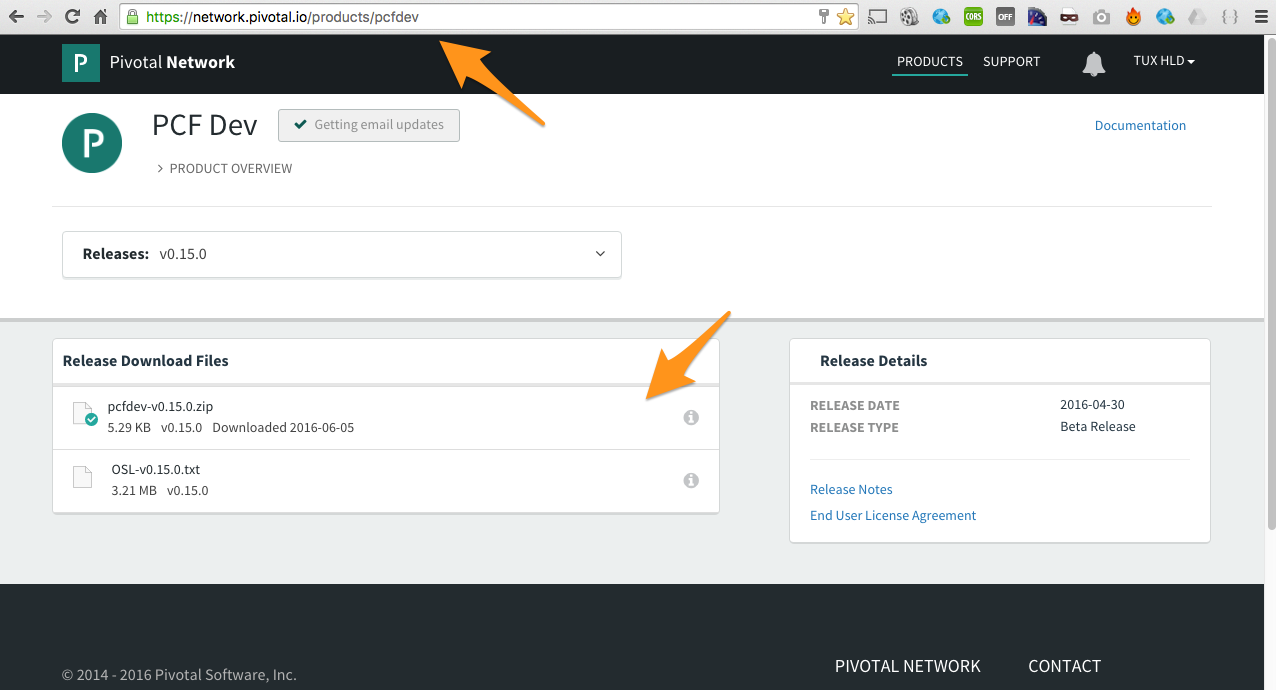 https://network.pivotal.io/products/pcfdev
CORS
OFF
P
Pivotal Network
PRODUCTS
SUPPORT
TUX HLD
P
PCF Dev
Getting email updates
Documentation
PRODUCT OVERVIEW
Releases: v0.15.0
Release Download Files
pcfdev-v0.15.0.zip
5.29 KB v0.15.0 Downloaded 2016-06-05
OSL-v0.15.0.txt
3.21 MB v0.15.0
Release Details
RELEASE DATE 2016-04-30
RELEASE TYPE Beta Release
Release Notes
End User License Agreement
© 2014 - 2016 Pivotal Software, Inc.
PIVOTAL NETWORK
CONTACT